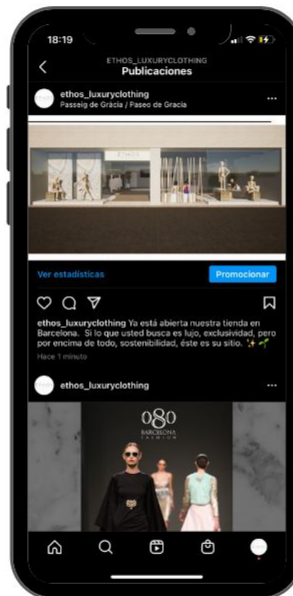 18:19
ETHOS_LUXURYCLOTHING
Publicaciones
ethos_luxuryclothing
Passeig de Gràcia / Paseo de Gracia
ETHOS
Ver estadísticas
Promocionar
ethos_luxuryclothing Ya está abierta nuestra tienda en
Barcelona. Si lo que usted busca es lujo, exclusividad, pero
por encima de todo, sostenibilidad, éste es su sitio. ✨🌱
Hace 1 minuto
ethos_luxuryclothing
080
BARCELONA
FASHION